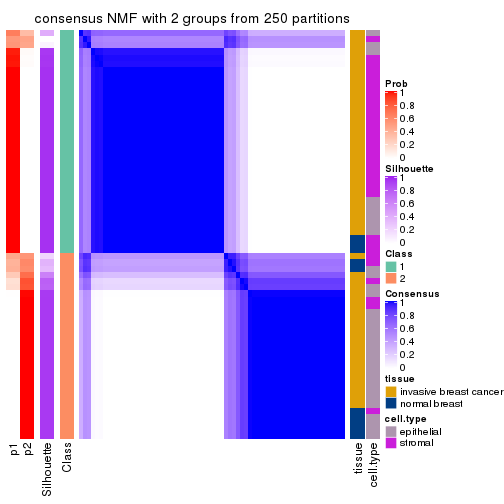 consensus NMF with 2 groups from 250 partitions
Prob
1
0.8
0.6
0.4
0.2
0
Silhouette
1
0.8
0.6
0.4
0.2
0
Class
1
2
Consensus
1
0.8
0.6
0.4
0.2
0
tissue
invasive breast cancer
normal breast
cell.type
epithelial
stromal
p1
p2
Silhouette
Class
tissue
cell.type